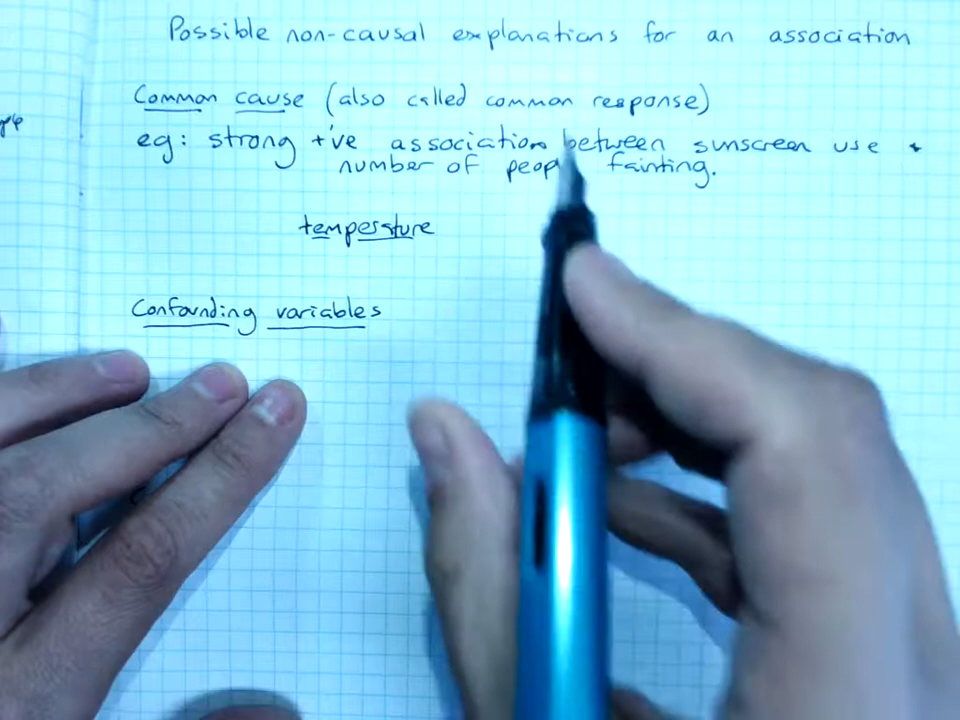 Possible non-causal explanations for an association
Common cause (also called common response)
eg: strong +'ve association between sunscreen use +
number of people fainting.
temperature
Confounding variables